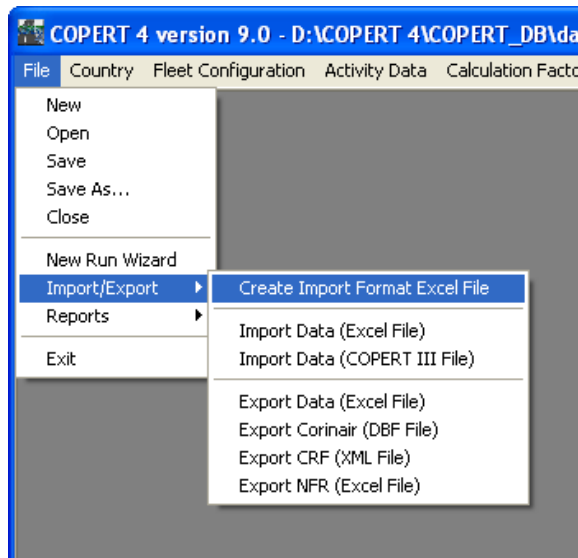 COPERT 4 version 9.0 - D:\COPERT 4\COPERT_DB\da
File Country Fleet Configuration Activity Data Calculation Facto
New
Open
Save
Save As...
Close
New Run Wizard
Import/Export
Reports
Exit
Create Import Format Excel File
Import Data (Excel File)
Import Data (COPERT III File)
Export Data (Excel File)
Export Corinair (DBF File)
Export CRF (XML File)
Export NFR (Excel File)